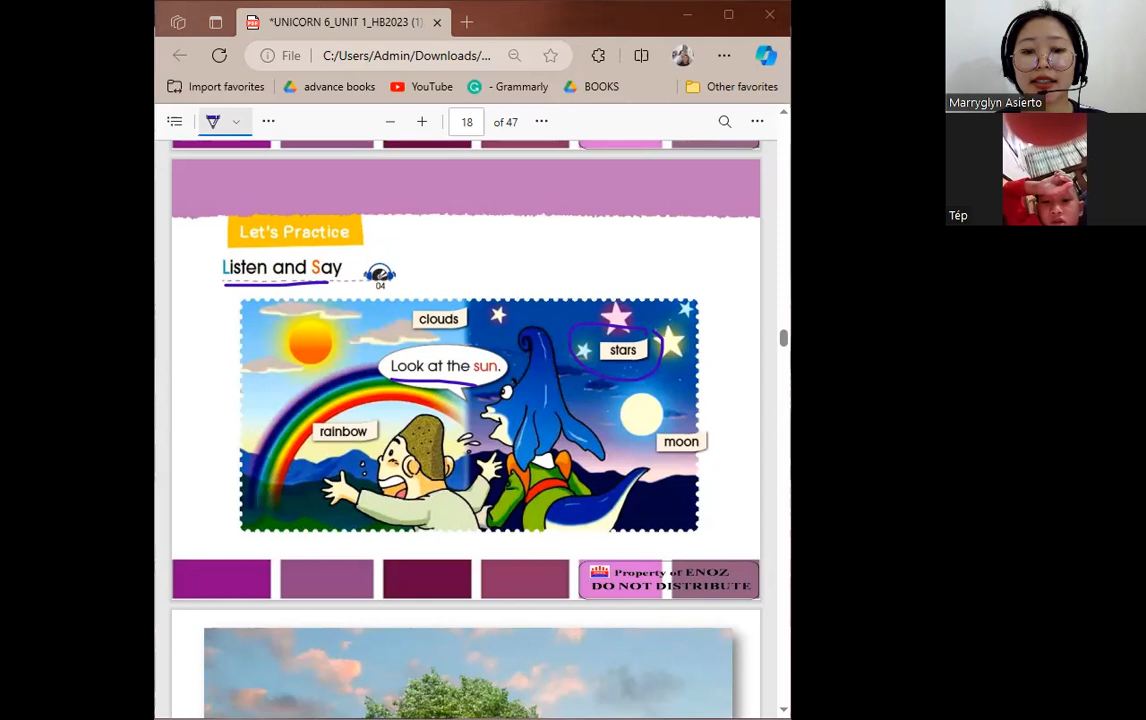 *UNICORN 6_UNIT 1_HB2023 (1)
File
C:/Users/Admin/Downloads/...
Import favorites
advance books
YouTube
- Grammarly
BOOKS
Other favorites
18
of 47
Let's Practice
Listen and Say
04
clouds
Look at the sun.
stars
rainbow
moon
Property of ENOZ
DO NOT DISTRIBUTE
Marryglyn Asierto
Tép